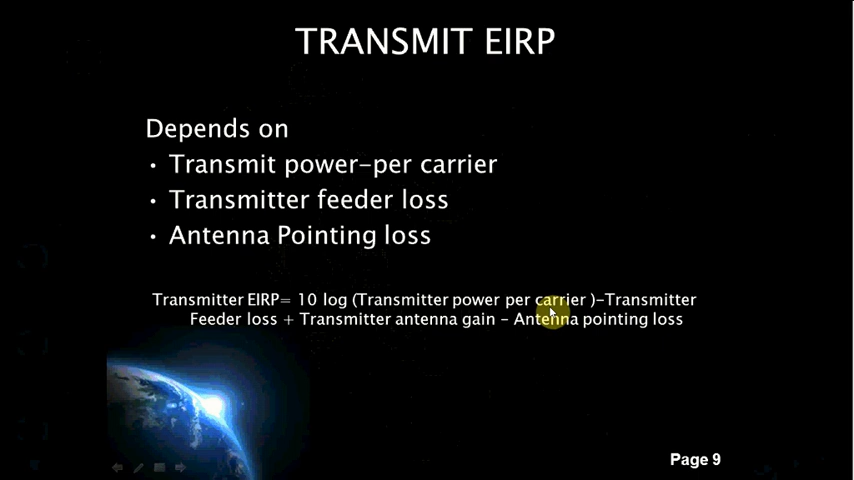 TRANSMIT EIRP
Depends on
• Transmit power-per carrier
• Transmitter feeder loss
• Antenna Pointing loss
Transmitter EIRP= 10 log (Transmitter power per carrier )-Transmitter
Feeder loss + Transmitter antenna gain - Antenna pointing loss
Page 9